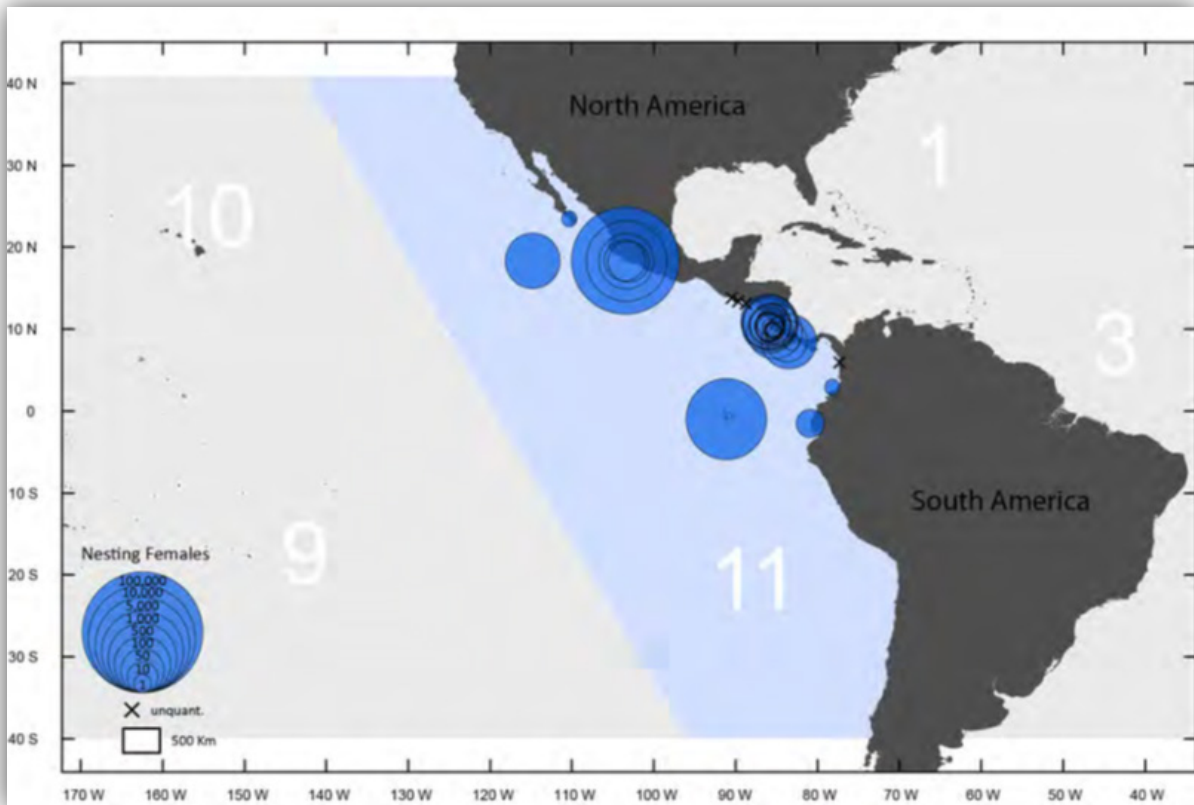 40 N
30 N
20 N
10 N
0
10 S
20 S
30 S
40 S
North America
South America
10
1
3
9
11
Nesting Females
100,000
10,000
5,000
1,000
500
100
50
10
1
unquant.
500 Km
170 W 160 W 150 W 140 W 130 W 120 W 110 W 100 W 90 W 80 W 70 W 60 W 50 W 40 W